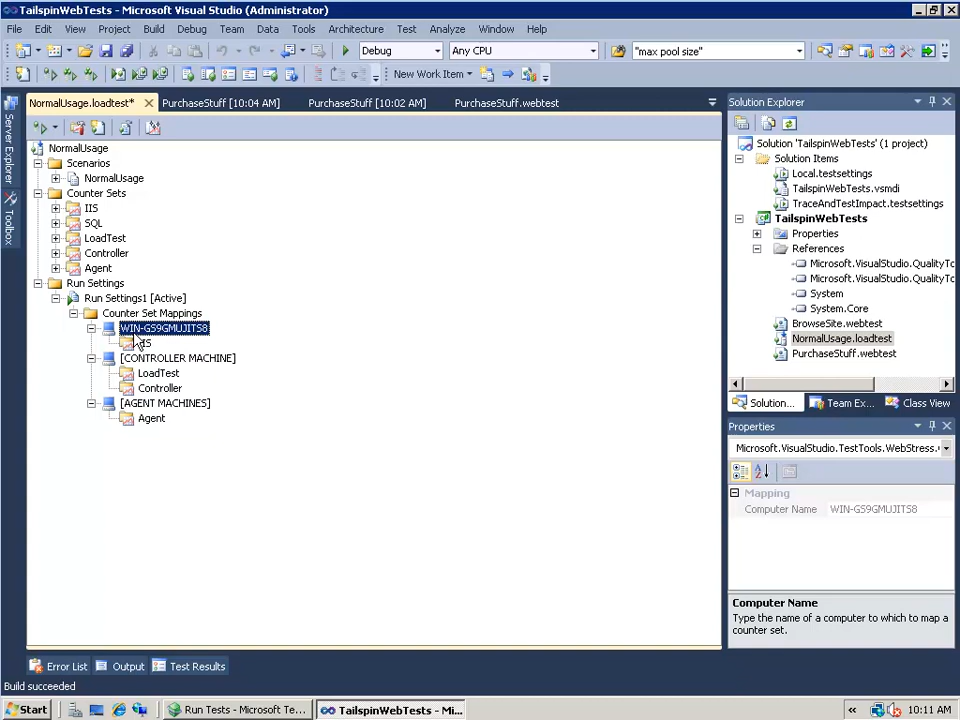 TailspinWebTests - Microsoft Visual Studio (Administrator)
File Edit View Project Build Debug Team Data Tools Architecture Test Analyze Window Help
Debug Any CPU "max pool size"
New Work Item
NormalUsage.loadtest* PurchaseStuff [10:04 AM] PurchaseStuff [10:02 AM] PurchaseStuff.webtest
Server Explorer
Toolbox
NormalUsage
Scenarios
NormalUsage
Counter Sets
IIS
SQL
LoadTest
Controller
Agent
Run Settings
Run Settings1 [Active]
Counter Set Mappings
WIN-GS9GMUJITS8
IIS
[CONTROLLER MACHINE]
LoadTest
Controller
[AGENT MACHINES]
Agent
Solution Explorer
Solution 'TailspinWebTests' (1 project)
Solution Items
Local.testsettings
TailspinWebTests.vsmdi
TraceAndTestImpact.testsettings
TailspinWebTests
Properties
References
Microsoft.VisualStudio.QualityTo
Microsoft.VisualStudio.QualityTo
System
System.Core
BrowseSite.webtest
NormalUsage.loadtest
PurchaseStuff.webtest
Solution... Team Ex... Class View
Properties
Microsoft.VisualStudio.TestTools.WebStress.
Mapping
Computer Name WIN-GS9GMUJITS8
Computer Name
Type the name of a computer to which to map a
counter set.
Error List Output Test Results
Build succeeded
Start Run Tests - Microsoft Te... TailspinWebTests - Mi... 10:11 AM